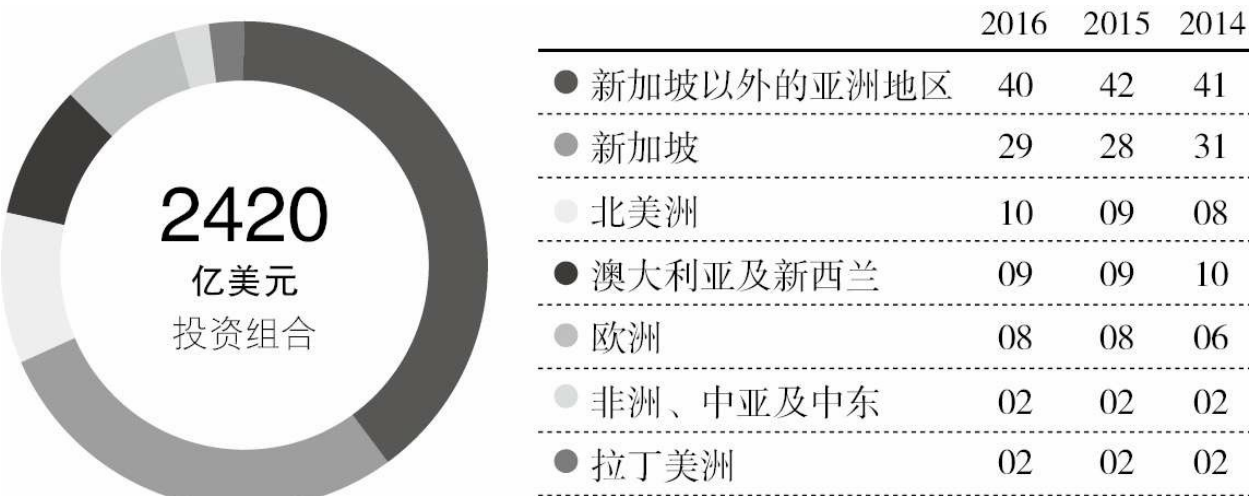 2420
亿美元
投资组合
2016 2015 2014
新加坡以外的亚洲地区 40 42 41
新加坡 29 28 31
北美洲 10 09 08
澳大利亚及新西兰 09 09 10
欧洲 08 08 06
非洲、中亚及中东 02 02 02
拉丁美洲 02 02 02